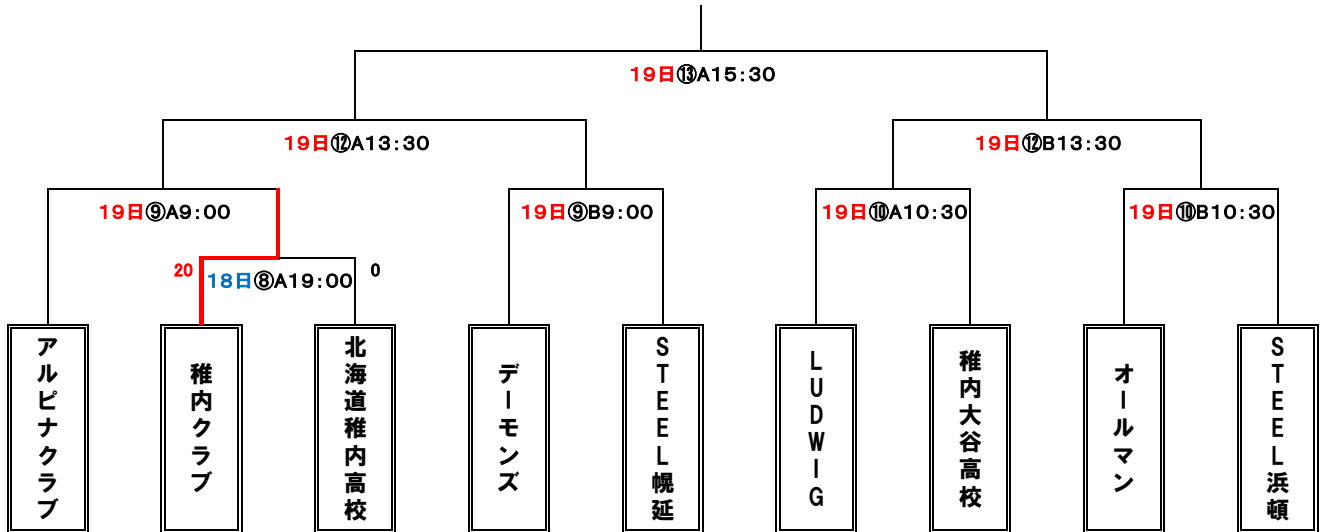 19日⑬A15:30
19日⑫A13:30
19日⑫B13:30
19日⑨A9:00
19日⑨B9:00
19日⑩A10:30
19日⑩B10:30
20
18日⑧A19:00
0
アルピナクラブ
稚内クラブ
北海道稚内高校
デーモンズ
STEEL幌延
LUDWIG
稚内大谷高校
オールマン
STEEL浜頓